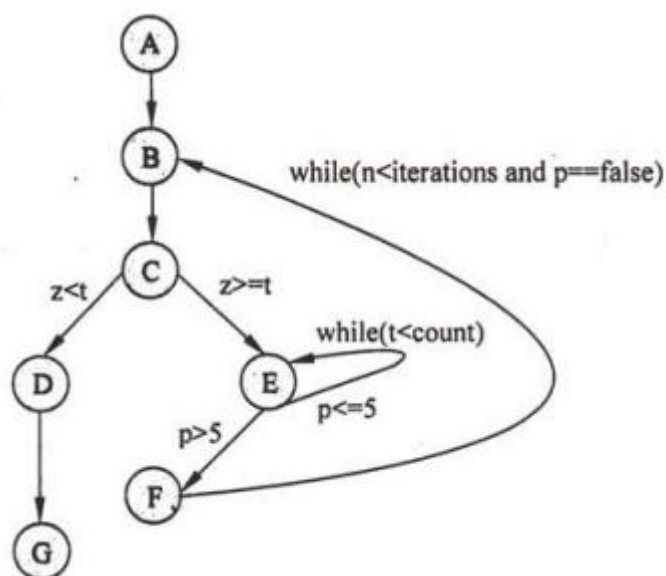 A
B
while(n<iterations and p==false)
C
z<t
z>=t
while(t<count)
D
E
p<=5
p>5
F
G